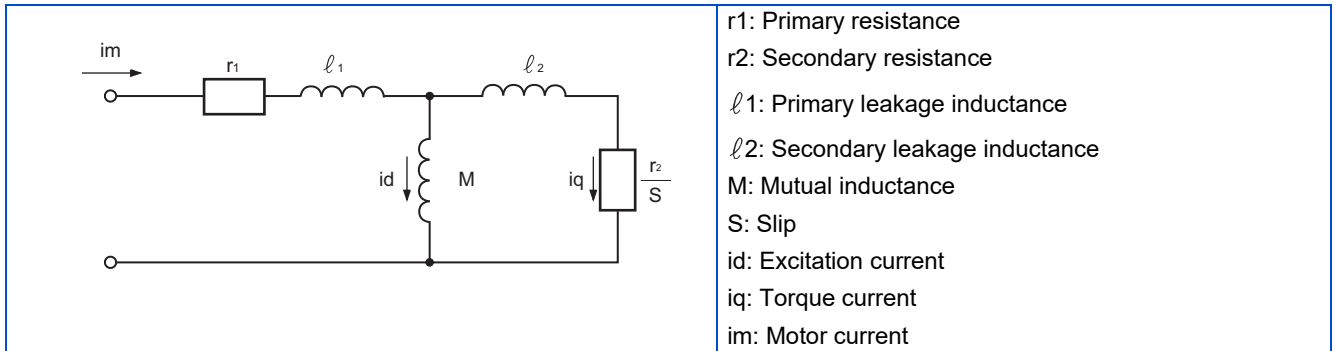 im
r1
ℓ1
ℓ2
id
M
iq
r2
S
r1: Primary resistance
r2: Secondary resistance
ℓ1: Primary leakage inductance
ℓ2: Secondary leakage inductance
M: Mutual inductance
S: Slip
id: Excitation current
iq: Torque current
im: Motor current